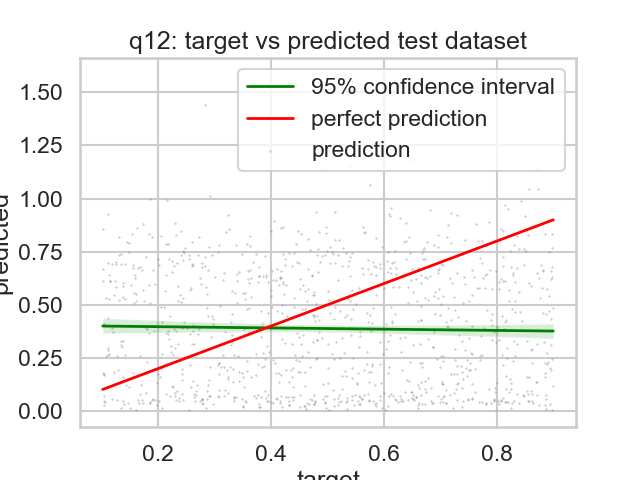 q12: target vs predicted test dataset
95% confidence interval
perfect prediction
prediction
predicted
1.50
1.25
1.00
0.75
0.50
0.25
0.00
0.2 0.4 0.6 0.8
target